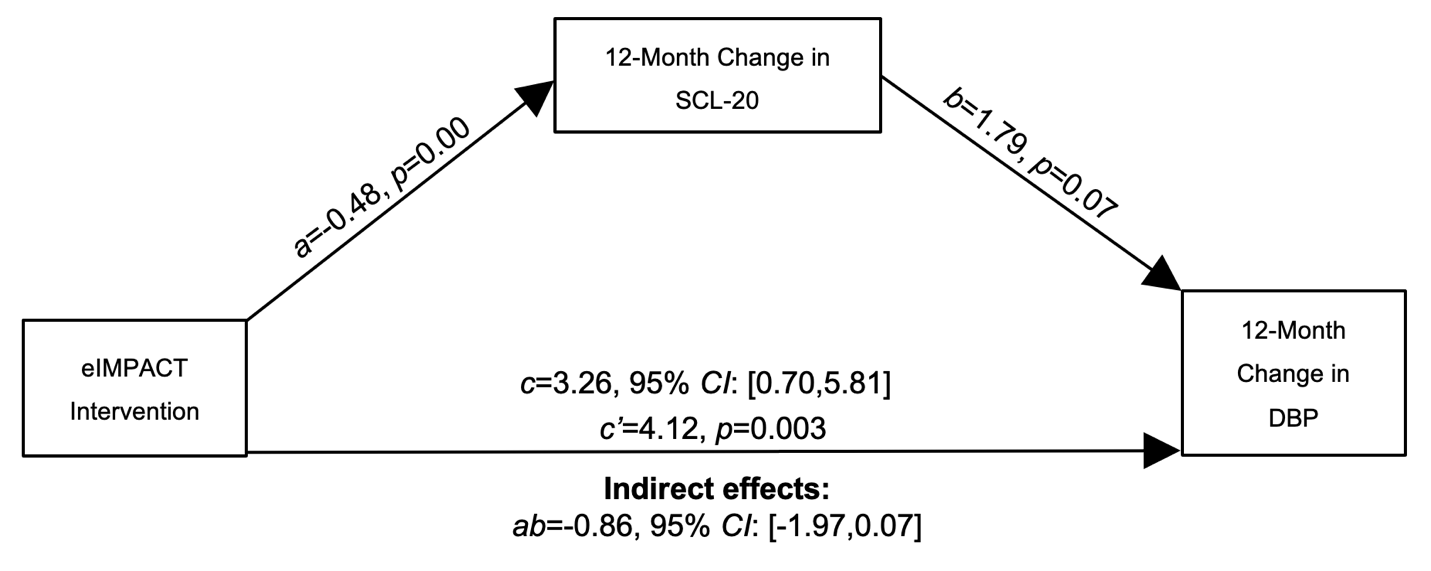 12-Month Change in
SCL-20
a=-0.48, p=0.00
b=1.79, p=0.07
eIMPACT
Intervention
12-Month
Change in
DBP
c=3.26, 95% CI: [0.70,5.81]
c’=4.12, p=0.003
Indirect effects:
ab=-0.86, 95% CI: [-1.97,0.07]